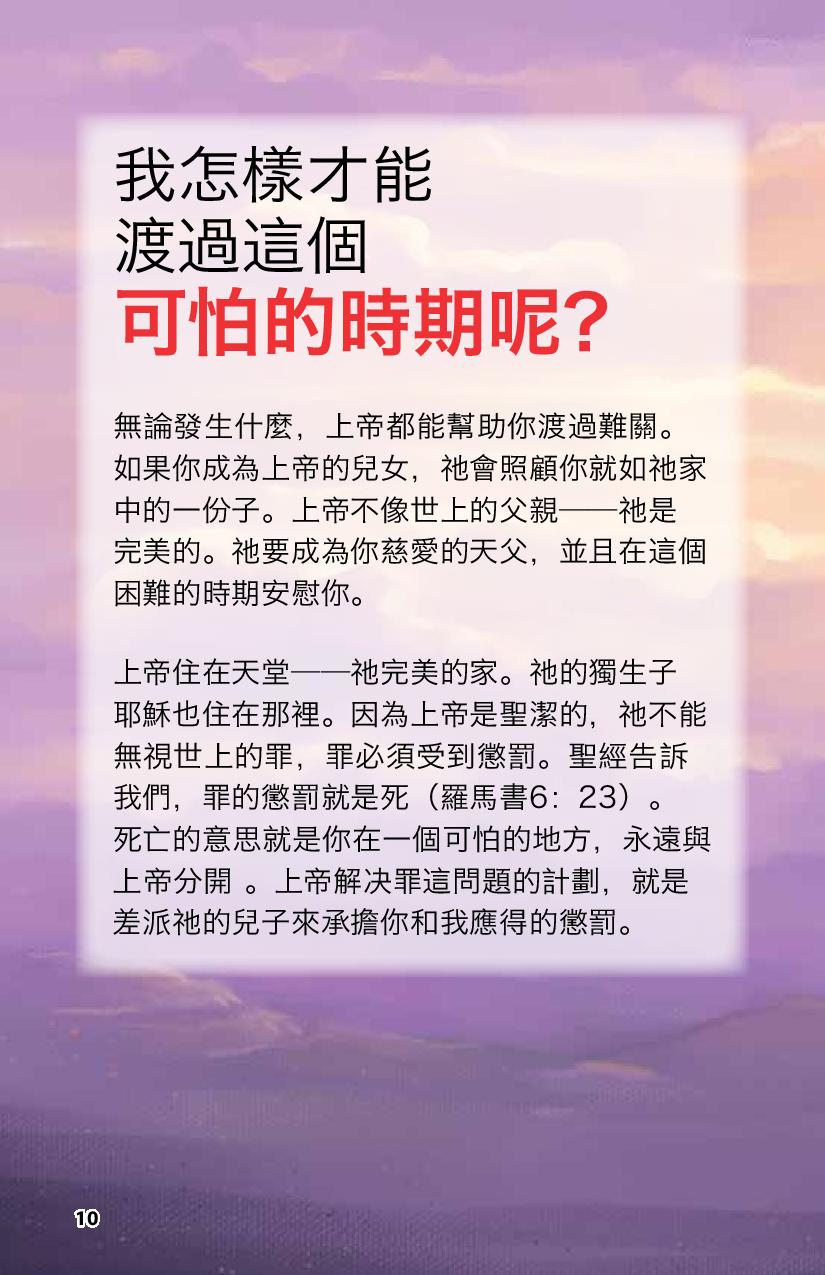 我怎樣才能
渡過這個
可怕的時期呢?
無論發生什麼，上帝都能幫助你渡過難關。
如果你成為上帝的兒女，祂會照顧你就如祂家
中的一份子。上帝不像世上的父親──祂是
完美的。祂要成為你慈愛的天父，並且在這個
困難的時期安慰你。
上帝住在天堂──祂完美的家。祂的獨生子
耶穌也住在那裡。因為上帝是聖潔的，祂不能
無視世上的罪，罪必須受到懲罰。聖經告訴
我們，罪的懲罰就是死（羅馬書6：23）。
死亡的意思就是你在一個可怕的地方，永遠與
上帝分開 。上帝解决罪這問題的計劃，就是
差派祂的兒子來承擔你和我應得的懲罰。
10